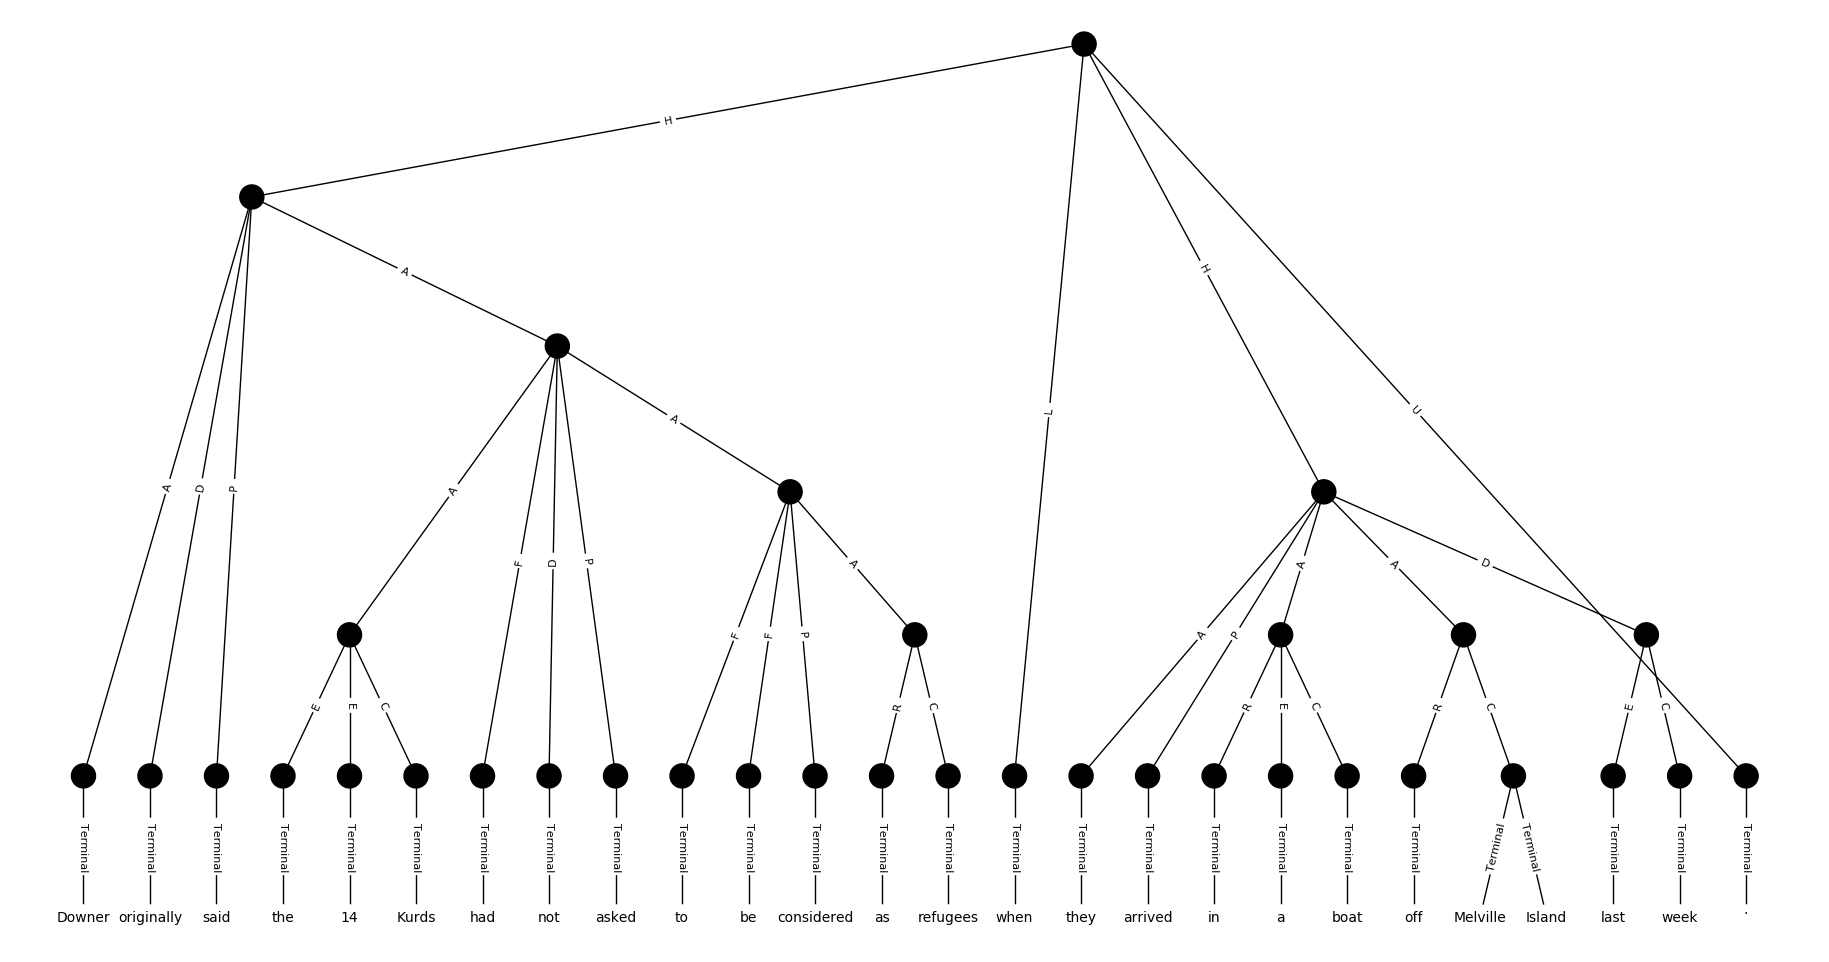 H
A
H
A
L
U
A
D
P
A
F
D
P
A
A
A
D
F
F
P
A
P
E
E
C
R
C
R
E
C
R
C
E
C
Terminal Terminal Terminal Terminal Terminal Terminal Terminal Terminal Terminal Terminal Terminal Terminal Terminal Terminal Terminal Terminal Terminal Terminal Terminal Terminal Terminal Terminal Terminal Terminal Terminal Terminal
Downer originally said the 14 Kurds had not asked to be considered as refugees when they arrived in a boat off Melville Island last week .